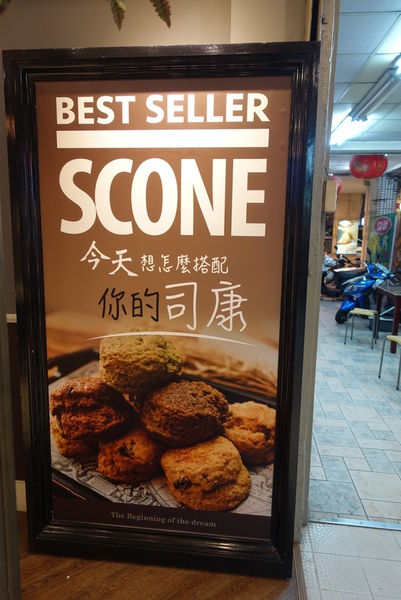 BEST SELLER
SCONE
今天想怎麼搭配
你的司康
The Beginning of the dream